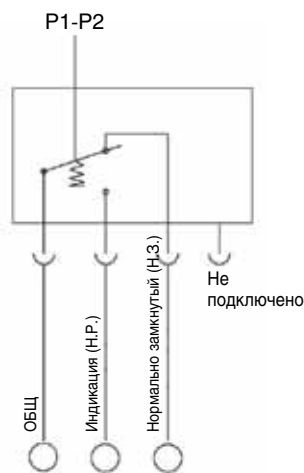 P1-P2
Не
подключено
ОБЩ
Индикация (Н.Р.)
Нормально замкнутый (Н.З.)